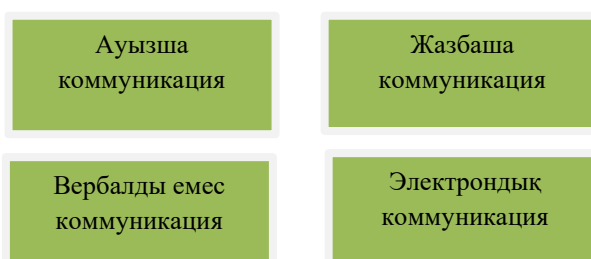 Ауызша
коммуникация
Жазбаша
коммуникация
Вербалды емес
коммуникация
Электрондық
коммуникация